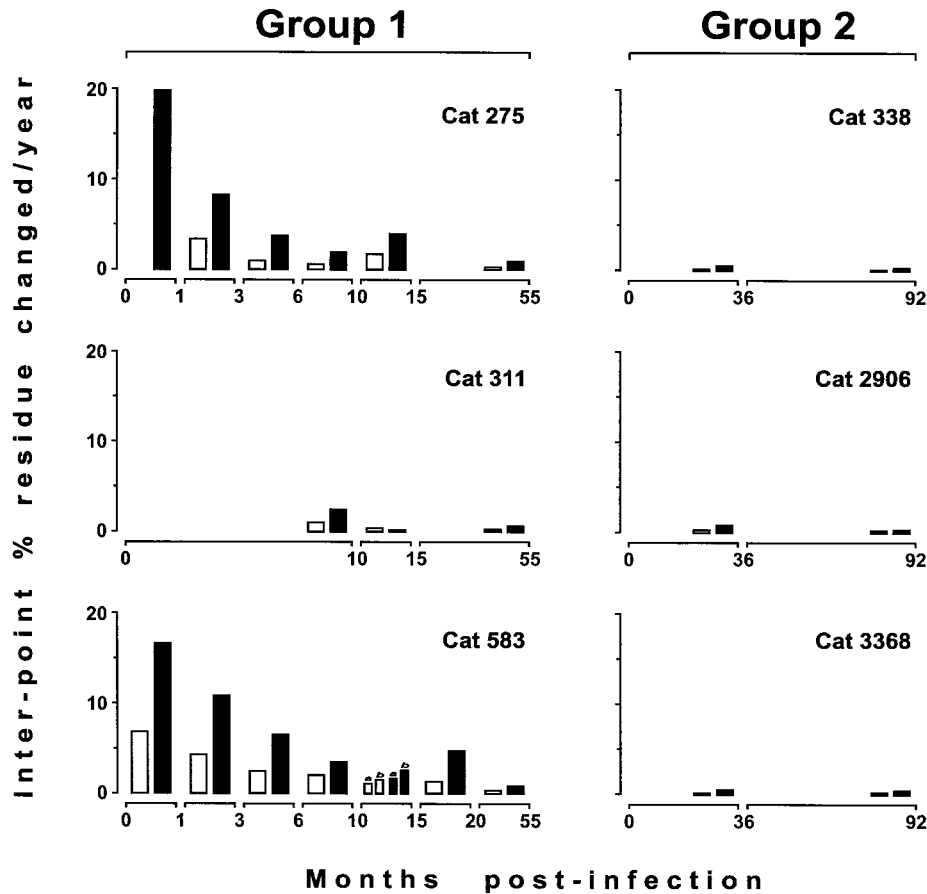 Group 1
Group 2
Inter-point % residue changed/year
20
10
0
Cat 275
0 1 3 6 10 15 55
Cat 338
0 36 92
20
10
0
Cat 311
0 10 15 55
Cat 2906
0 36 92
20
10
0
Cat 583
a b a b
0 1 3 6 10 15 20 55
Cat 3368
0 36 92
Months post-infection